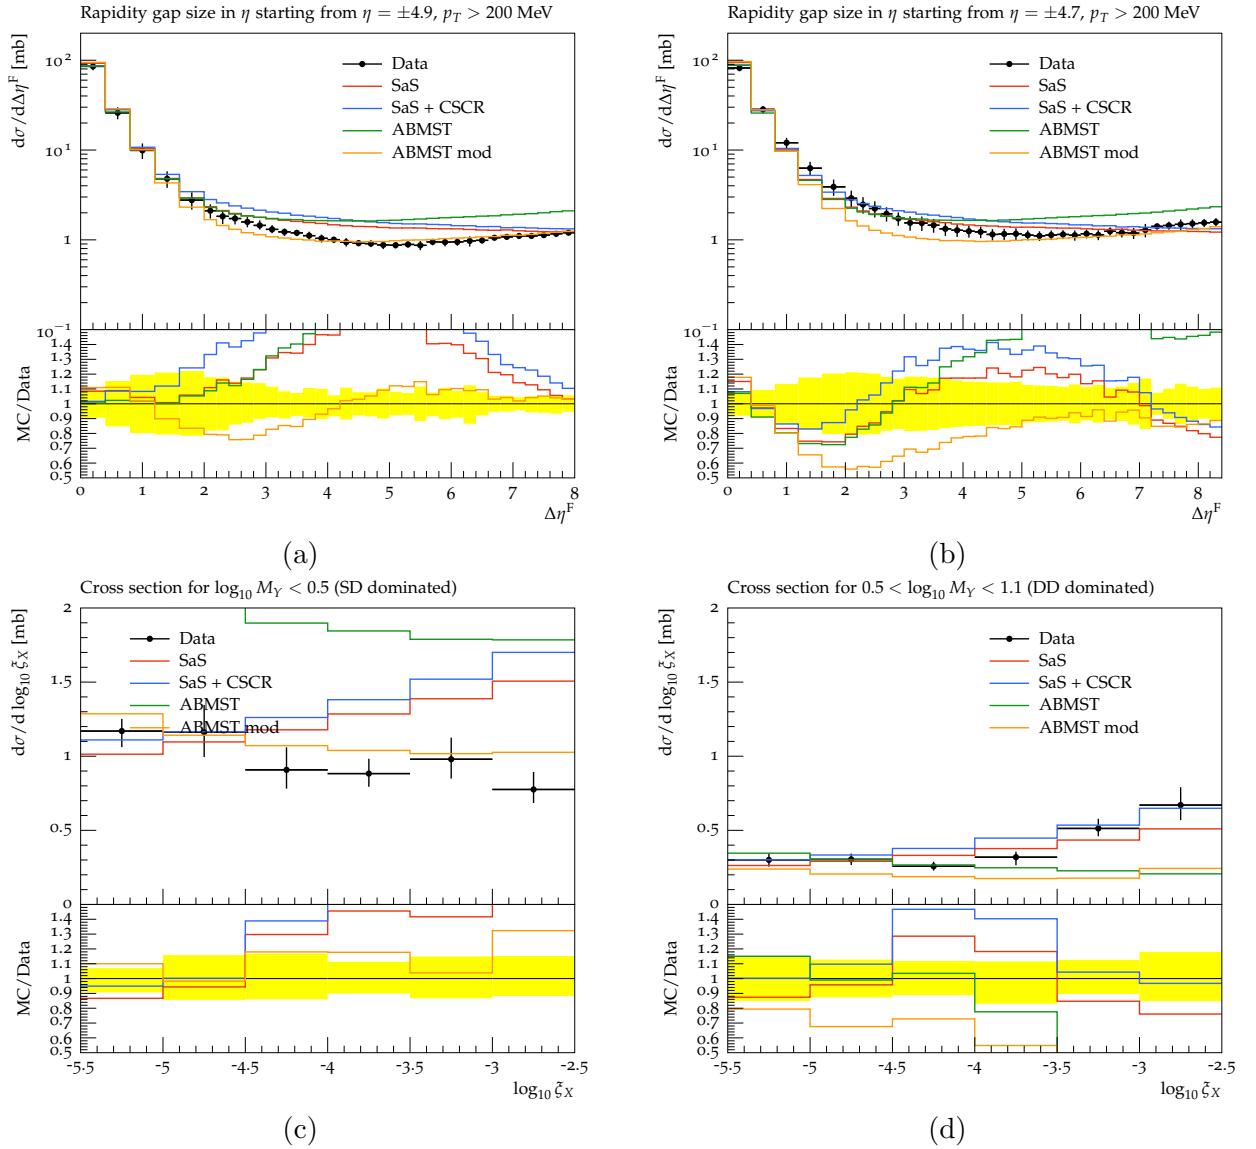 Rapidity gap size in η starting from η = ±4.9, pT > 200 MeV
dσ/dΔη^F [mb]
10^2
10^1
1
10^-1
Data
SaS
SaS + CSCR
ABMST
ABMST mod
MC/Data
1.4
1.3
1.2
1.1
1
0.9
0.8
0.7
0.6
0.5
0 1 2 3 4 5 6 7 8
Δη^F
(a)
Rapidity gap size in η starting from η = ±4.7, pT > 200 MeV
dσ/dΔη^F [mb]
10^2
10^1
1
10^-1
Data
SaS
SaS + CSCR
ABMST
ABMST mod
MC/Data
1.4
1.3
1.2
1.1
1
0.9
0.8
0.7
0.6
0.5
0 1 2 3 4 5 6 7 8
Δη^F
(b)
Cross section for log10 MY < 0.5 (SD dominated)
dσ/d log10 ξX [mb]
2
1.5
1
0.5
0
Data
SaS
SaS + CSCR
ABMST
ABMST mod
MC/Data
1.4
1.3
1.2
1.1
1
0.9
0.8
0.7
0.6
0.5
-5.5 -5 -4.5 -4 -3.5 -3 -2.5
log10 ξX
(c)
Cross section for 0.5 < log10 MY < 1.1 (DD dominated)
dσ/d log10 ξX [mb]
2
1.5
1
0.5
0
Data
SaS
SaS + CSCR
ABMST
ABMST mod
MC/Data
1.4
1.3
1.2
1.1
1
0.9
0.8
0.7
0.6
0.5
-5.5 -5 -4.5 -4 -3.5 -3 -2.5
log10 ξX
(d)